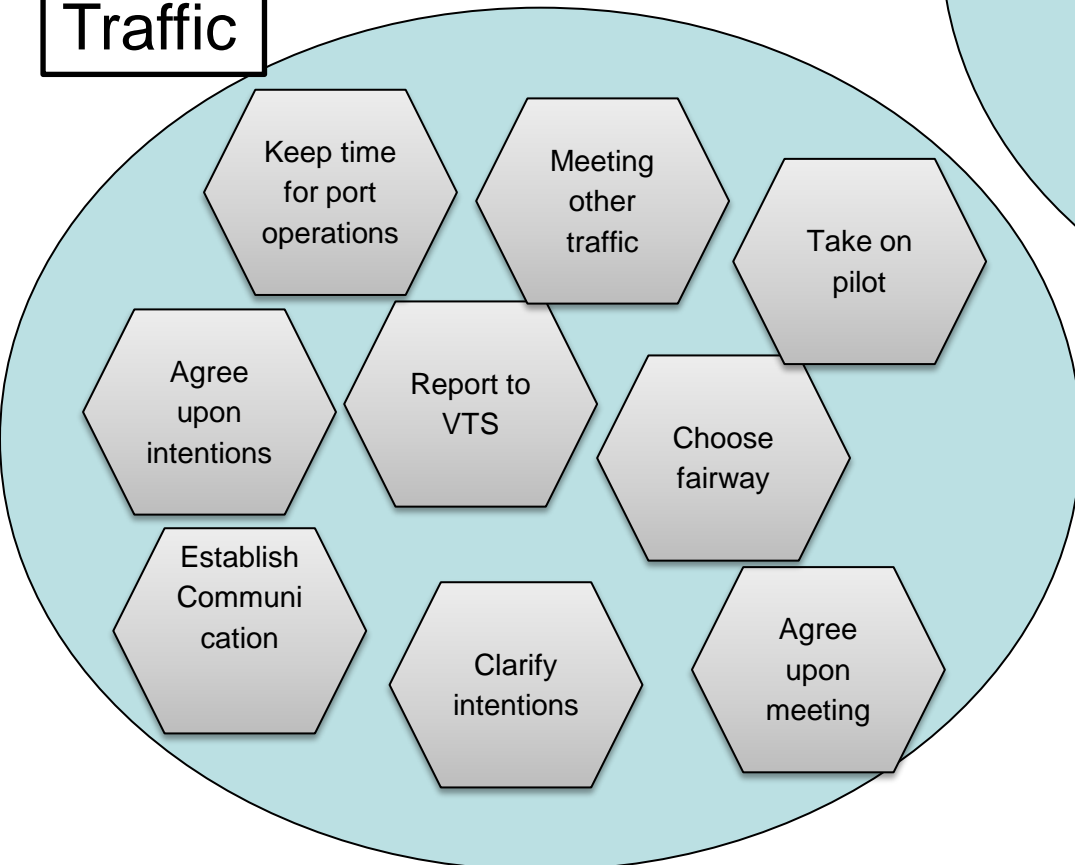 Traffic
Keep time
for port
operations
Meeting
other
traffic
Take on
pilot
Agree
upon
intentions
Report to
VTS
Choose
fairway
Establish
Communi
cation
Clarify
intentions
Agree
upon
meeting